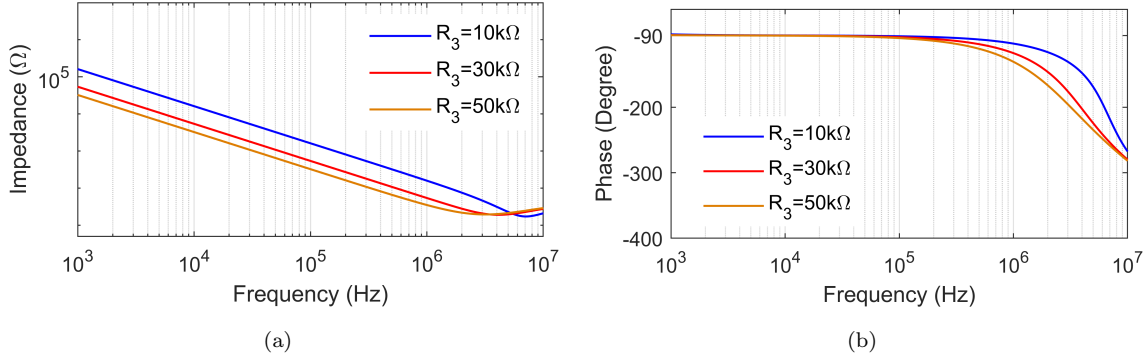 Impedance (Ω)
10^5
R_3=10kΩ
R_3=30kΩ
R_3=50kΩ
10^3 10^4 10^5 10^6 10^7
Frequency (Hz)
(a)
Phase (Degree)
-90
-200
-300
-400
R_3=10kΩ
R_3=30kΩ
R_3=50kΩ
10^3 10^4 10^5 10^6 10^7
Frequency (Hz)
(b)